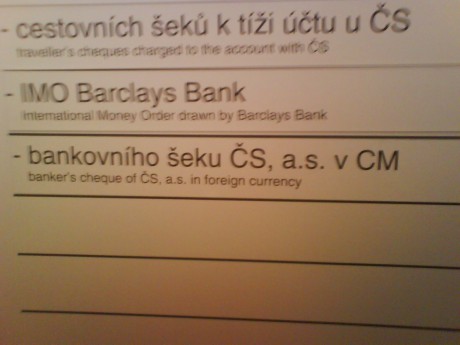 - cestovních šeků k tíži účtu u ČS
traveller's cheques charged to the account with ČS
- IMO Barclays Bank
International Money Order drawn by Barclays Bank
- bankovního šeku ČS, a.s. v CM
banker's cheque of ČS, a.s. in foreign currency